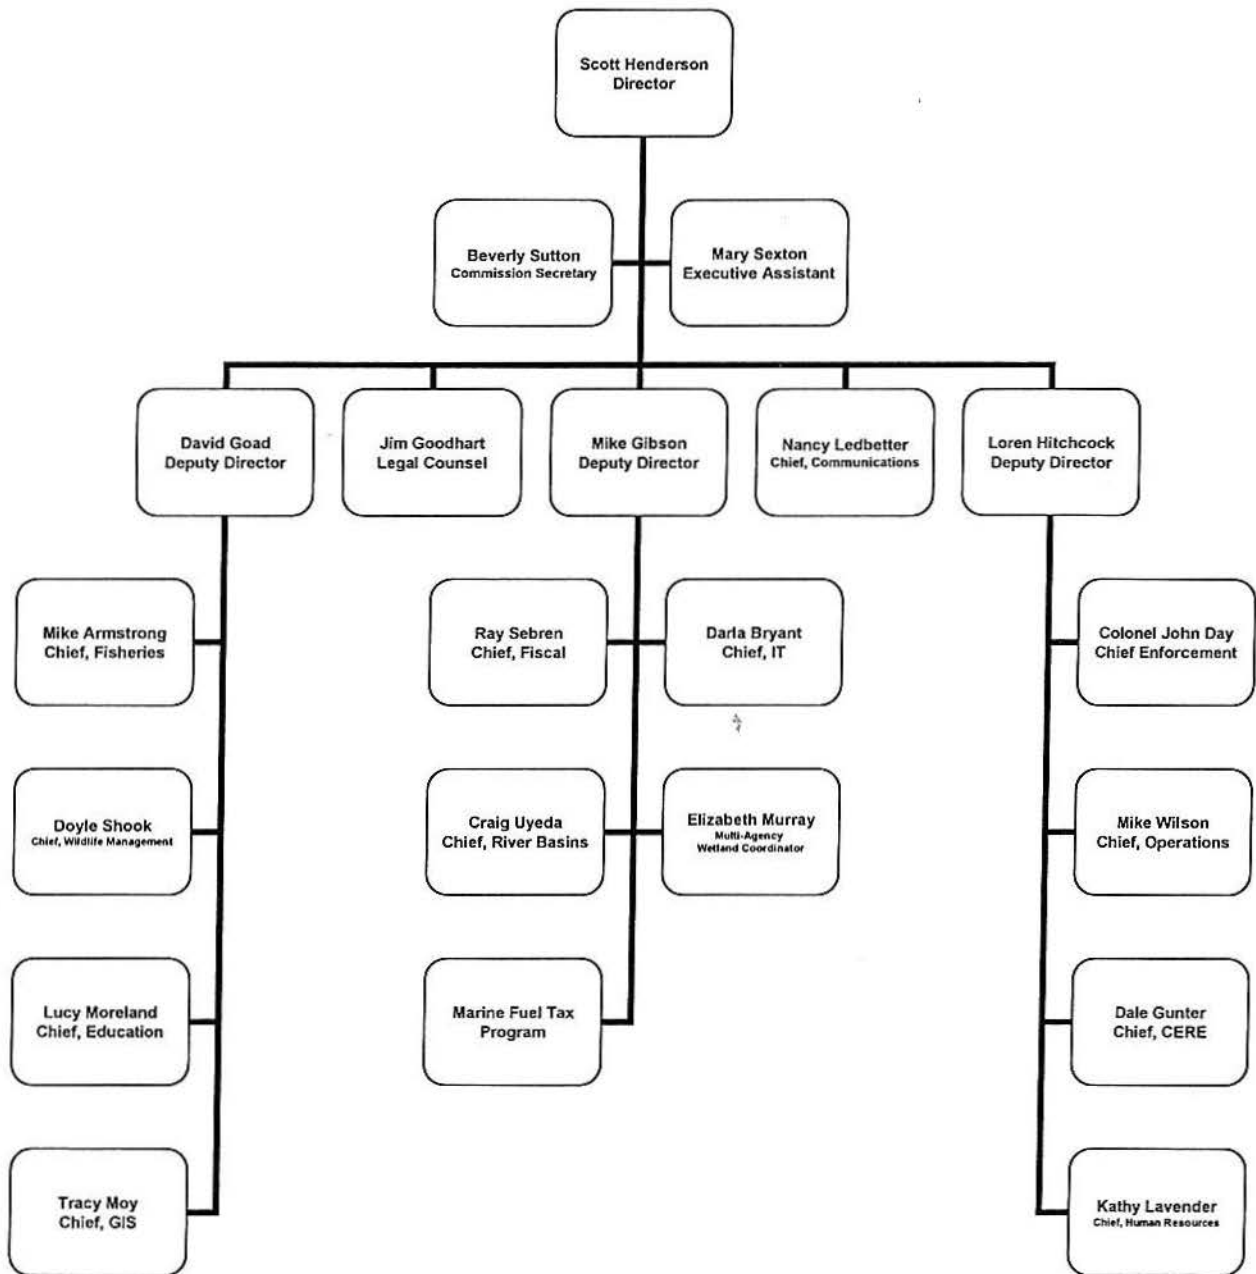 Scott Henderson
Director
Beverly Sutton
Commission Secretary
Mary Sexton
Executive Assistant
David Goad
Deputy Director
Jim Goodhart
Legal Counsel
Mike Gibson
Deputy Director
Nancy Ledbetter
Chief, Communications
Loren Hitchcock
Deputy Director
Mike Armstrong
Chief, Fisheries
Ray Sebren
Chief, Fiscal
Darla Bryant
Chief, IT
Colonel John Day
Chief Enforcement
Doyle Shook
Chief, Wildlife Management
Craig Uyeda
Chief, River Basins
Elizabeth Murray
Multi-Agency
Wetland Coordinator
Mike Wilson
Chief, Operations
Lucy Moreland
Chief, Education
Marine Fuel Tax
Program
Dale Gunter
Chief, CERE
Tracy Moy
Chief, GIS
Kathy Lavender
Chief, Human Resources